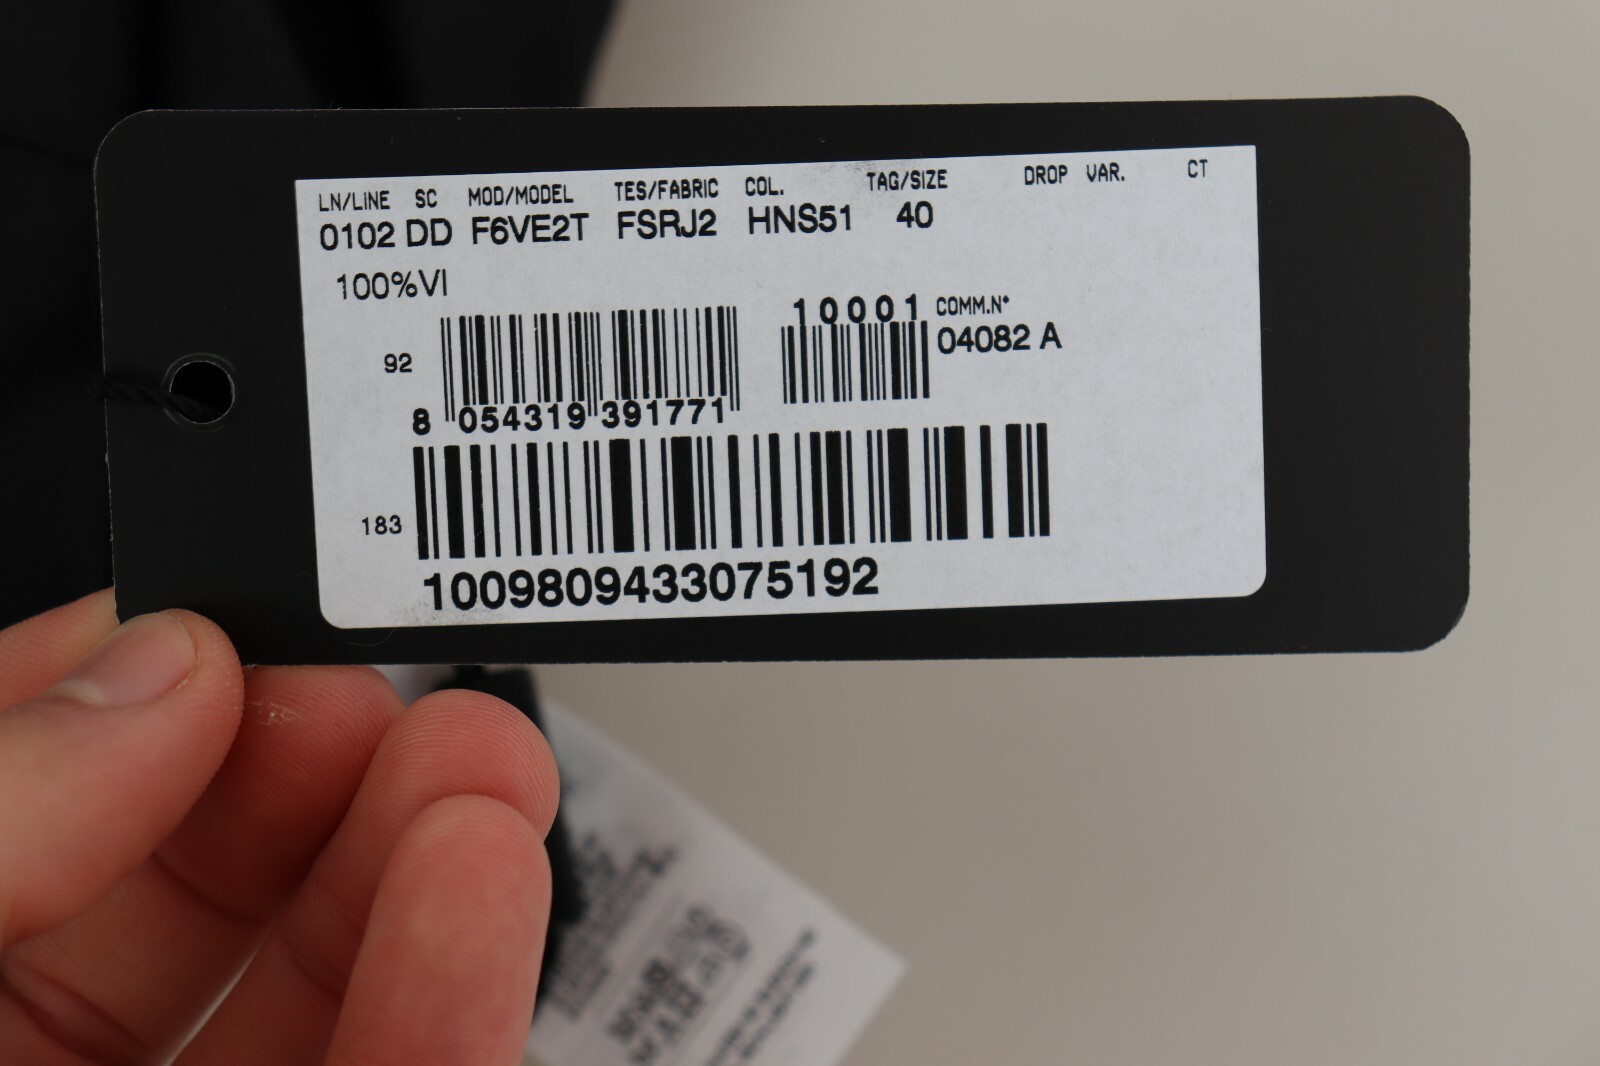 LN/LINE SC MOD/MODEL TES/FABRIC COL. TAG/SIZE DROP VAR. CT
0102 DD F6VE2T FSRJ2 HNS51 40
100%VI
10001 COMM.N°
04082 A
92
8 054319 391771
183
1009809433075192